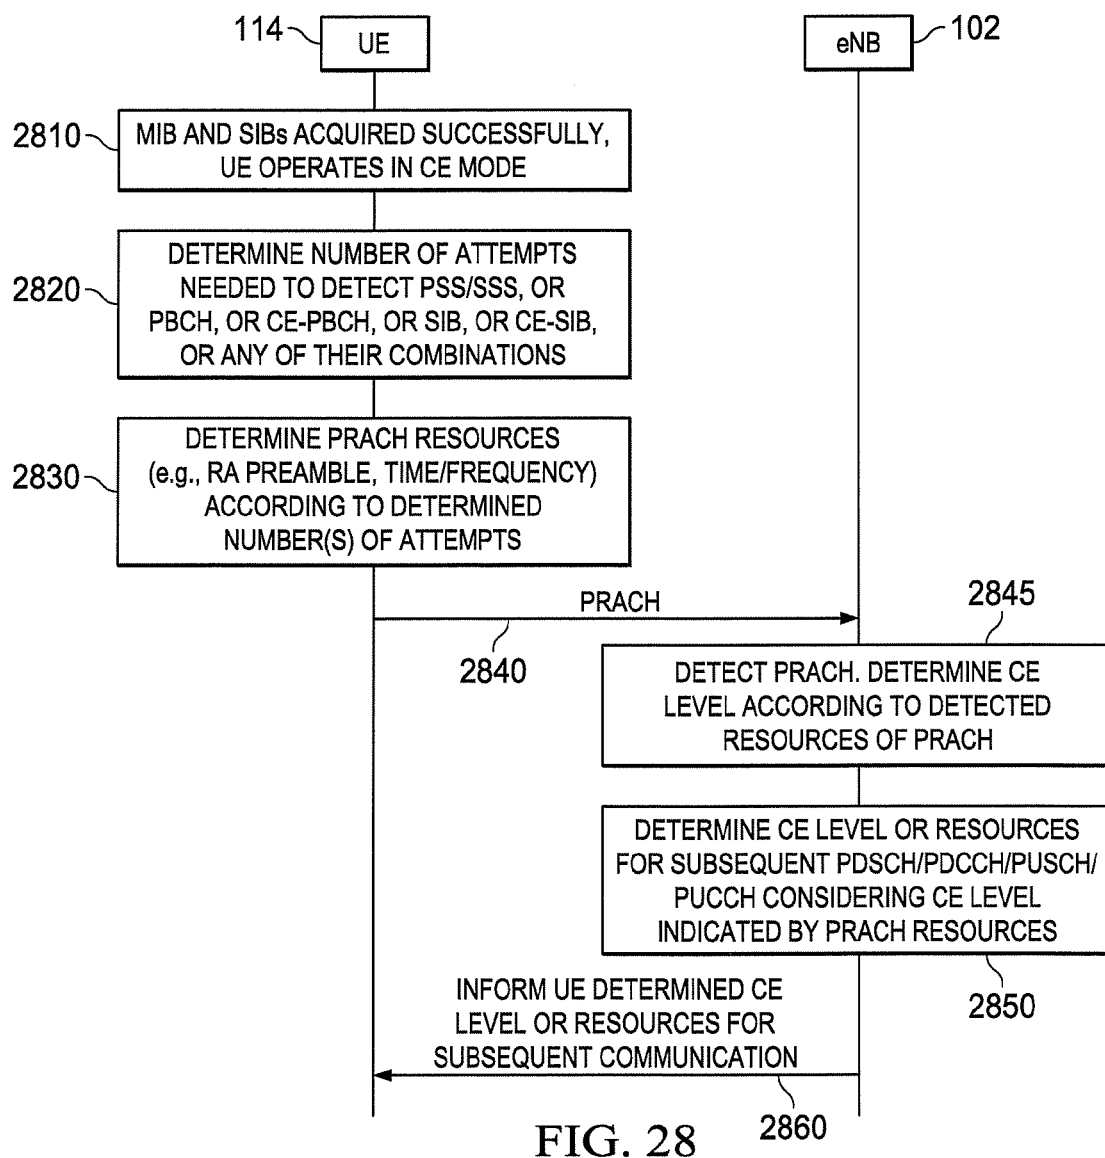 114
UE
eNB
102
2810
MIB AND SIBs ACQUIRED SUCCESSFULLY,
UE OPERATES IN CE MODE
2820
DETERMINE NUMBER OF ATTEMPTS
NEEDED TO DETECT PSS/SSS, OR
PBCH, OR CE-PBCH, OR SIB, OR CE-SIB,
OR ANY OF THEIR COMBINATIONS
2830
DETERMINE PRACH RESOURCES
(e.g., RA PREAMBLE, TIME/FREQUENCY)
ACCORDING TO DETERMINED
NUMBER(S) OF ATTEMPTS
PRACH
2840
2845
DETECT PRACH. DETERMINE CE
LEVEL ACCORDING TO DETECTED
RESOURCES OF PRACH
DETERMINE CE LEVEL OR RESOURCES
FOR SUBSEQUENT PDSCH/PDCCH/PUSCH/
PUCCH CONSIDERING CE LEVEL
INDICATED BY PRACH RESOURCES
2850
INFORM UE DETERMINED CE
LEVEL OR RESOURCES FOR
SUBSEQUENT COMMUNICATION
2860
FIG. 28